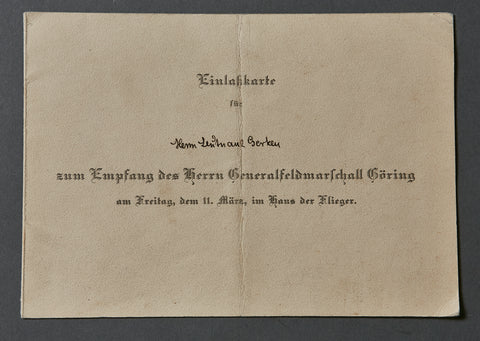 Einlaßkarte
für
Herrn Leutnant Gerken
zum Empfang des Herrn Generalfeldmarschall Göring
am Freitag, dem 11. März, im Haus der Flieger.